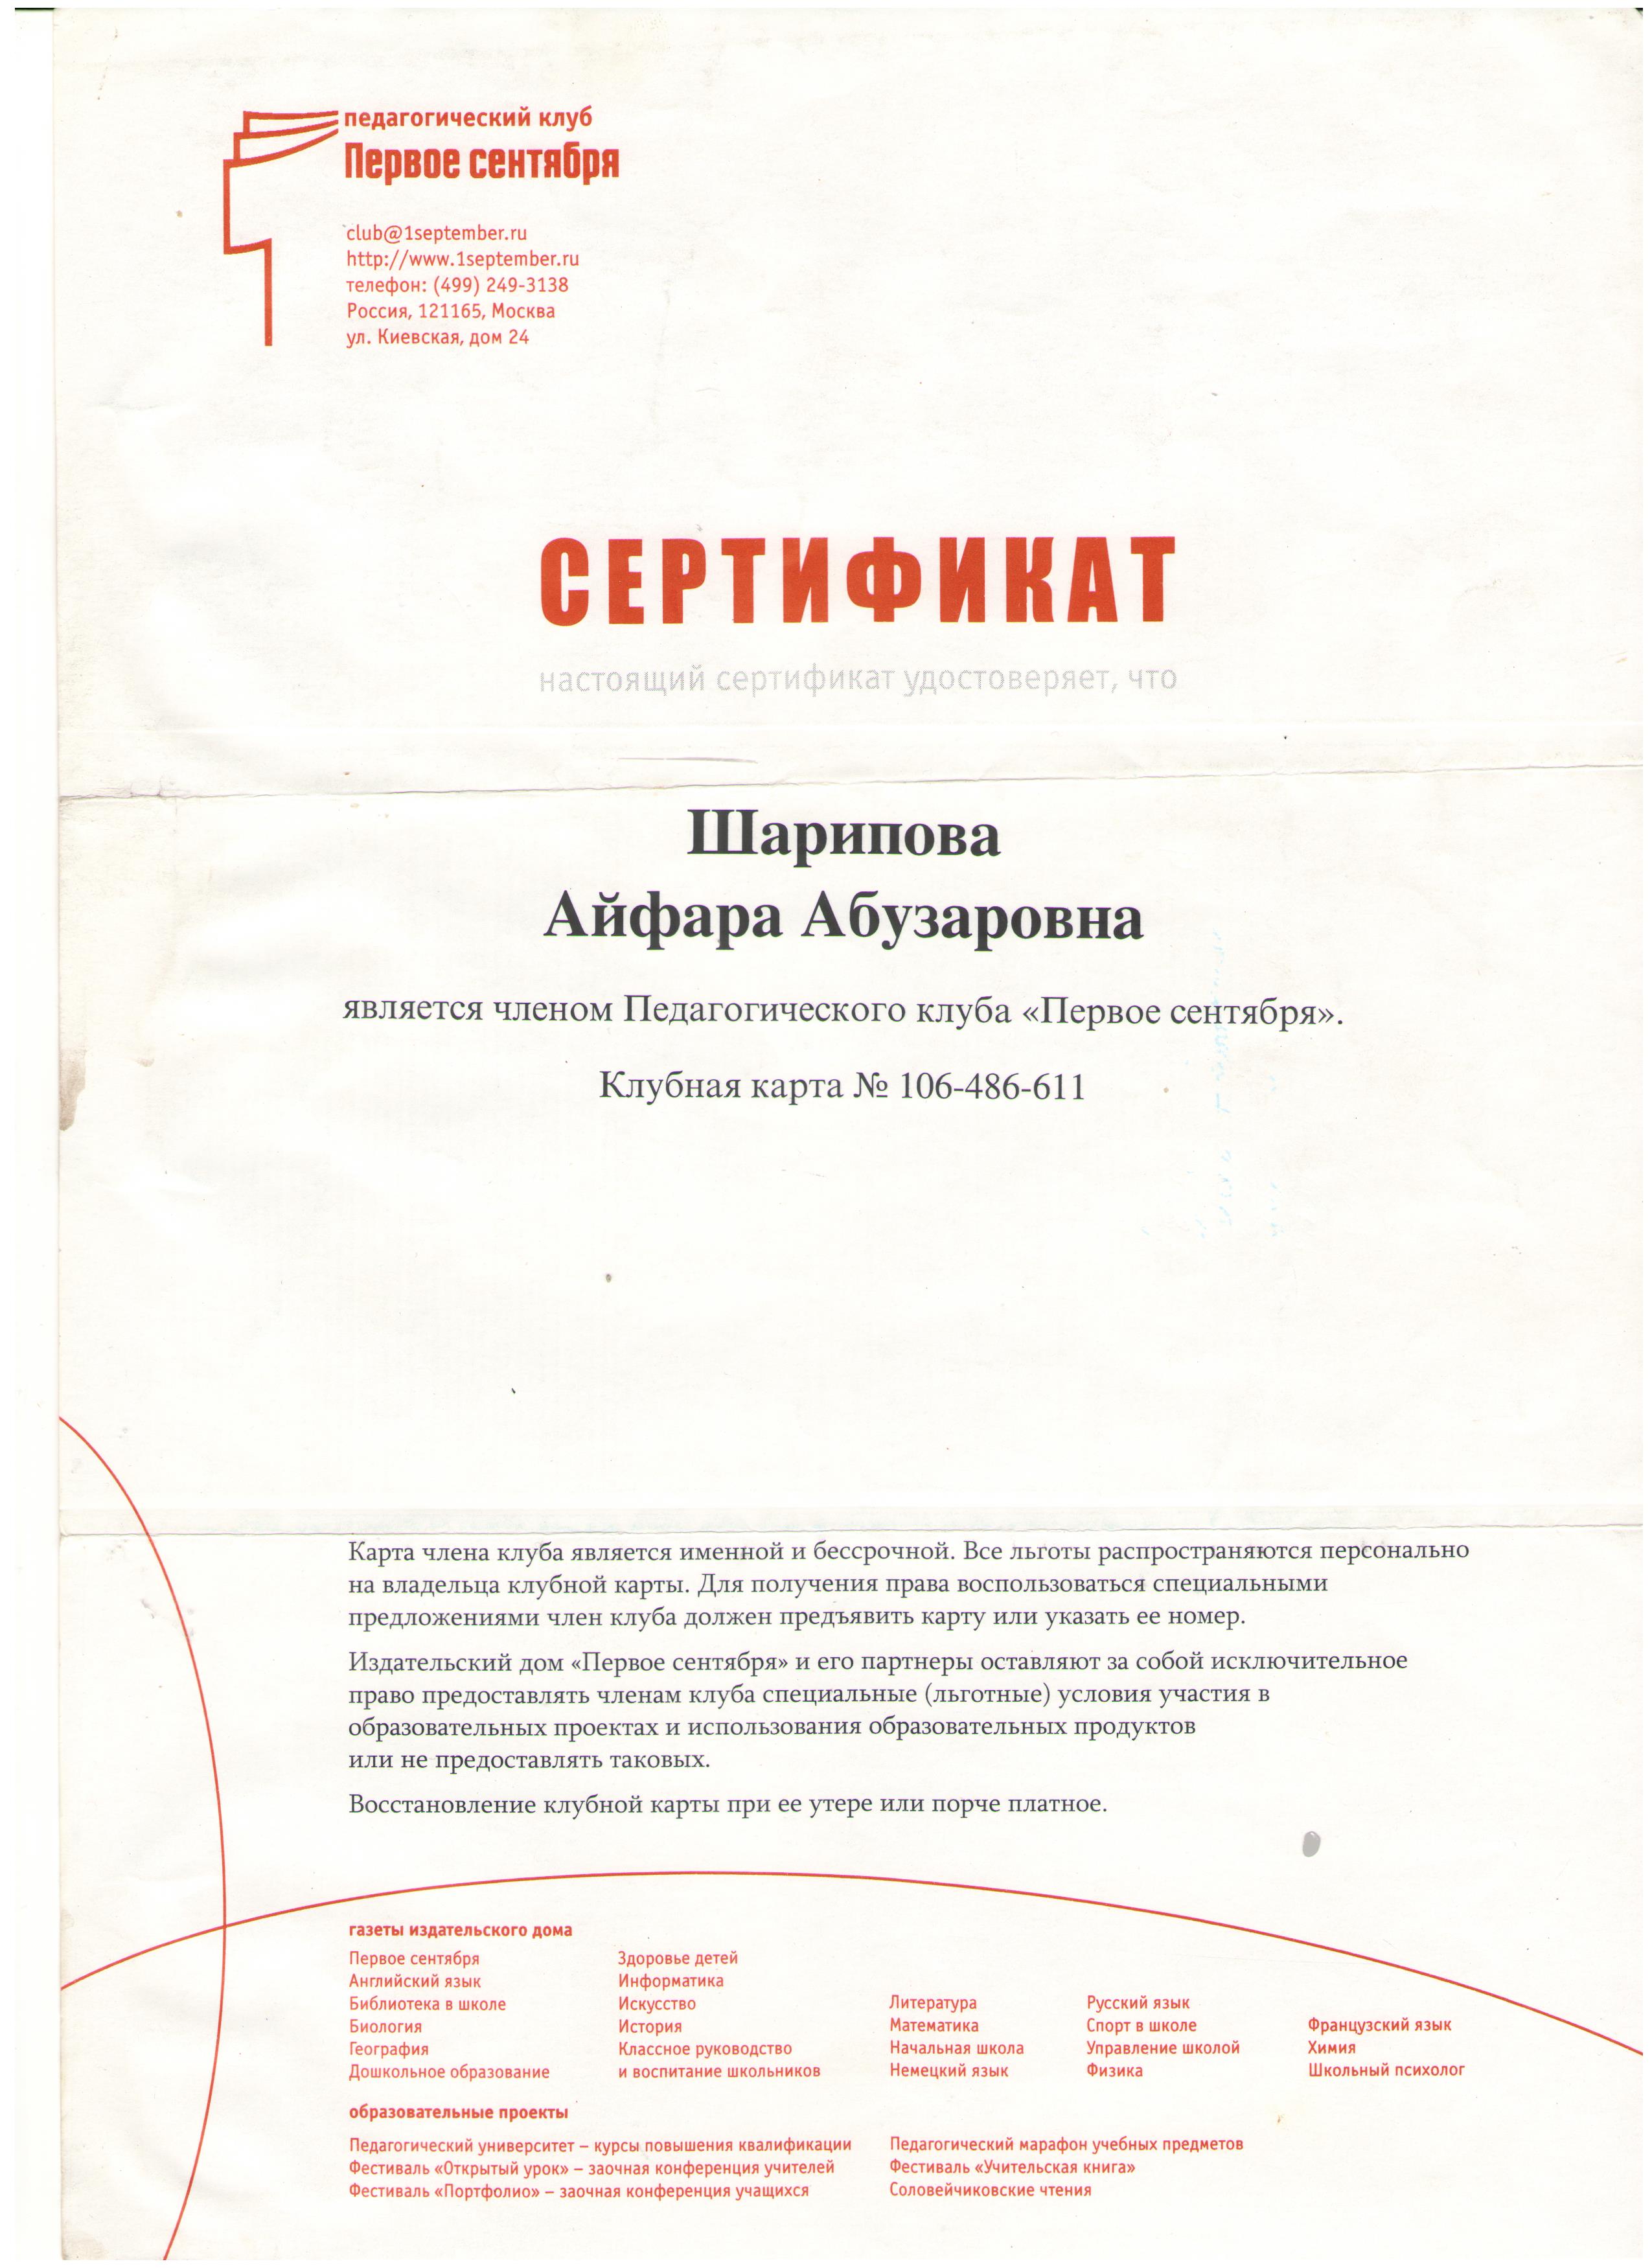 педагогический клуб
Первое сентября
club@1september.ru
http://www.1september.ru
телефон: (499) 249-3138
Россия, 121165, Москва
ул. Киевская, дом 24
СЕРТИФИКАТ
настоящий сертификат удостоверяет, что
Шарипова
Айфара Абузаровна
является членом Педагогического клуба «Первое сентября».
Клубная карта № 106-486-611
Карта члена клуба является именной и бессрочной. Все льготы распространяются персонально
на владельца клубной карты. Для получения права воспользоваться специальными
предложениями член клуба должен предъявить карту или указать ее номер.
Издательский дом «Первое сентября» и его партнеры оставляют за собой исключительное
право предоставлять членам клуба специальные (льготные) условия участия в
образовательных проектах и использования образовательных продуктов
или не предоставлять таковых.
Восстановление клубной карты при ее утере или порче платное.
газеты издательского дома
Первое сентября
Английский язык
Библиотека в школе
Биология
География
Дошкольное образование
Здоровье детей
Информатика
Искусство
История
Классное руководство
и воспитание школьников
Литература
Математика
Начальная школа
Немецкий язык
Русский язык
Спорт в школе
Управление школой
Физика
Французский язык
Химия
Школьный психолог
образовательные проекты
Педагогический университет – курсы повышения квалификации
Фестиваль «Открытый урок» – заочная конференция учителей
Фестиваль «Портфолио» – заочная конференция учащихся
Педагогический марафон учебных предметов
Фестиваль «Учительская книга»
Соловейчиковские чтения